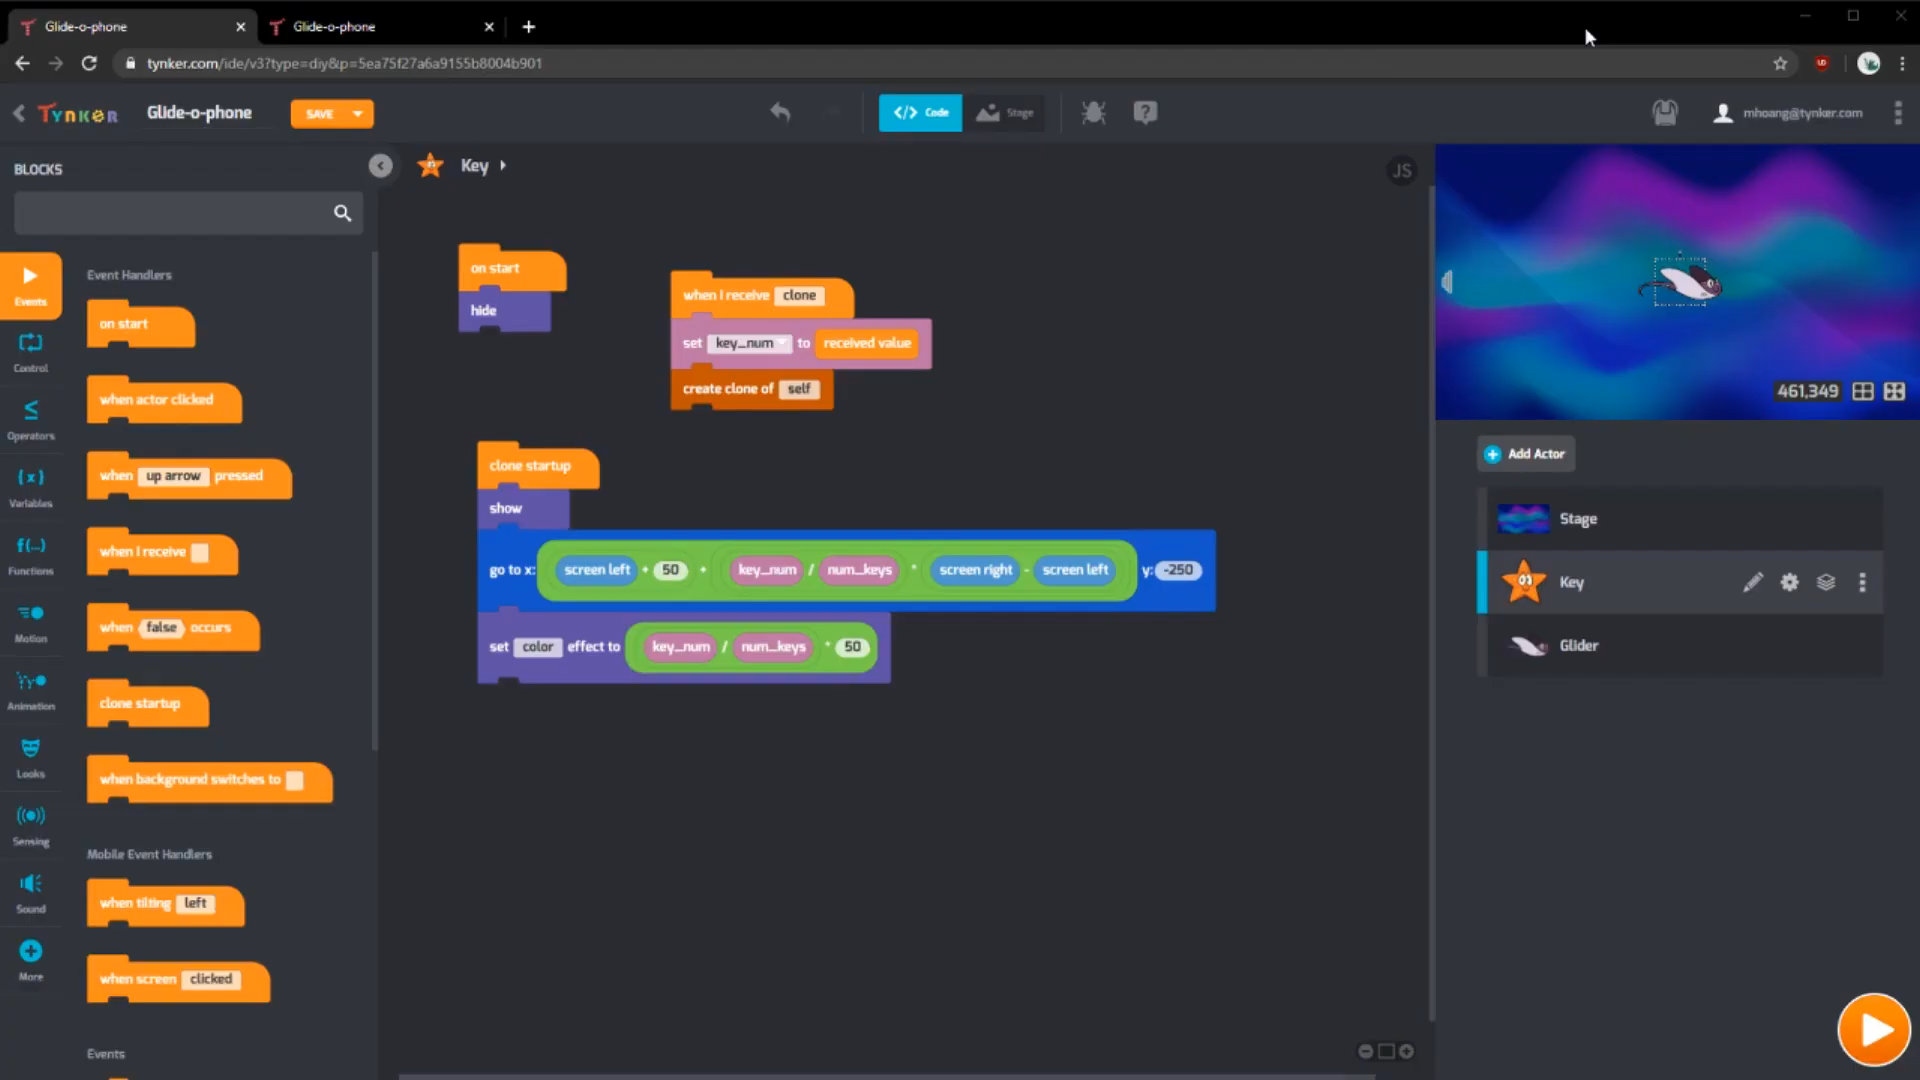 Glide-o-phone
Glide-o-phone
tynker.com/ide/v3?type=diy&p=5ea75f27a6a9155b8004b901
TYNKER
Glide-o-phone
SAVE
Code
Stage
mhoang@tynker.com
BLOCKS
Key
JS
Events
Control
Operators
Variables
Functions
Motion
Animation
Looks
Sensing
Sound
More
Event Handlers
on start
when actor clicked
when up arrow pressed
when I receive
when false occurs
clone startup
when background switches to
Mobile Event Handlers
when tilting left
when screen clicked
Events
on start
hide
when I receive clone
set key_num to received value
create clone of self
clone startup
show
go to x: screen left + 50 + key_num / num_keys * screen right - screen left y: -250
set color effect to key_num / num_keys * 50
461,349
Add Actor
Stage
Key
Glider